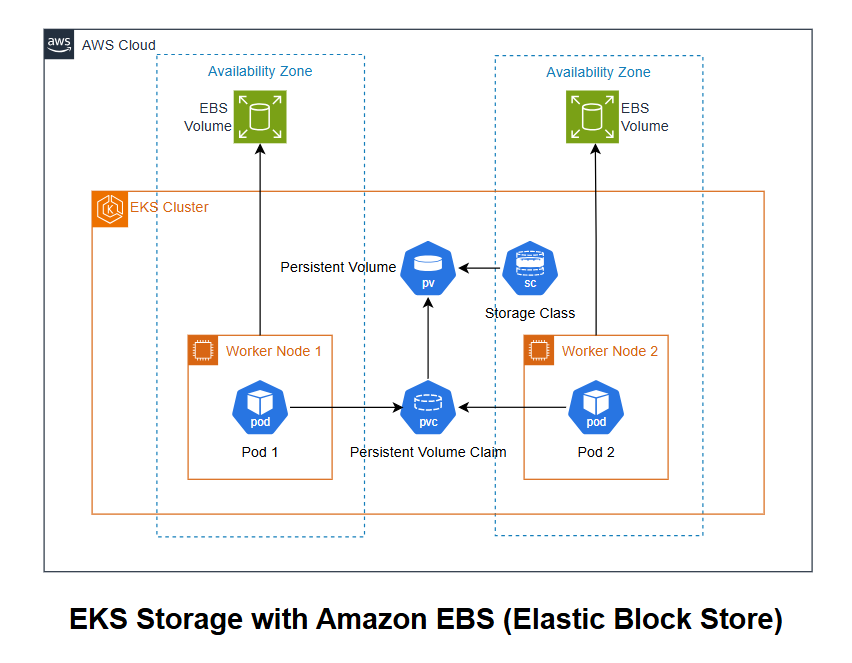 aws
AWS Cloud
Availability Zone
Availability Zone
EBS
Volume
EBS
Volume
K
EKS Cluster
Persistent Volume
pv
sc
Storage Class
Worker Node 1
Worker Node 2
pod
pvc
pod
Pod 1
Persistent Volume Claim
Pod 2
EKS Storage with Amazon EBS (Elastic Block Store)